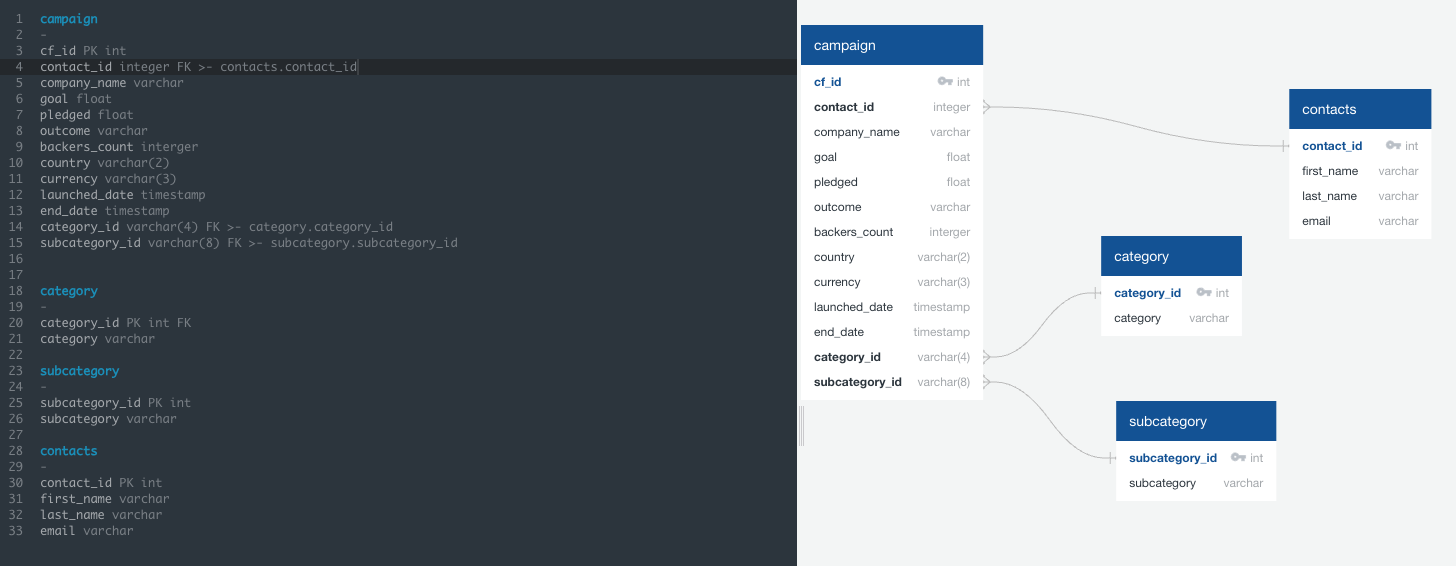 1 campaign
2 -
3 cf_id PK int
4 contact_id integer FK >- contacts.contact_id
5 company_name varchar
6 goal float
7 pledged float
8 outcome varchar
9 backers_count interger
10 country varchar(2)
11 currency varchar(3)
12 launched_date timestamp
13 end_date timestamp
14 category_id varchar(4) FK >- category.category_id
15 subcategory_id varchar(8) FK >- subcategory.subcategory_id
16
17
18 category
19 -
20 category_id PK int FK
21 category varchar
22
23 subcategory
24 -
25 subcategory_id PK int
26 subcategory varchar
27
28 contacts
29 -
30 contact_id PK int
31 first_name varchar
32 last_name varchar
33 email varchar
campaign
cf_id int
contact_id integer
company_name varchar
goal float
pledged float
outcome varchar
backers_count interger
country varchar(2)
currency varchar(3)
launched_date timestamp
end_date timestamp
category_id varchar(4)
subcategory_id varchar(8)
contacts
contact_id int
first_name varchar
last_name varchar
email varchar
category
category_id int
category varchar
subcategory
subcategory_id int
subcategory varchar